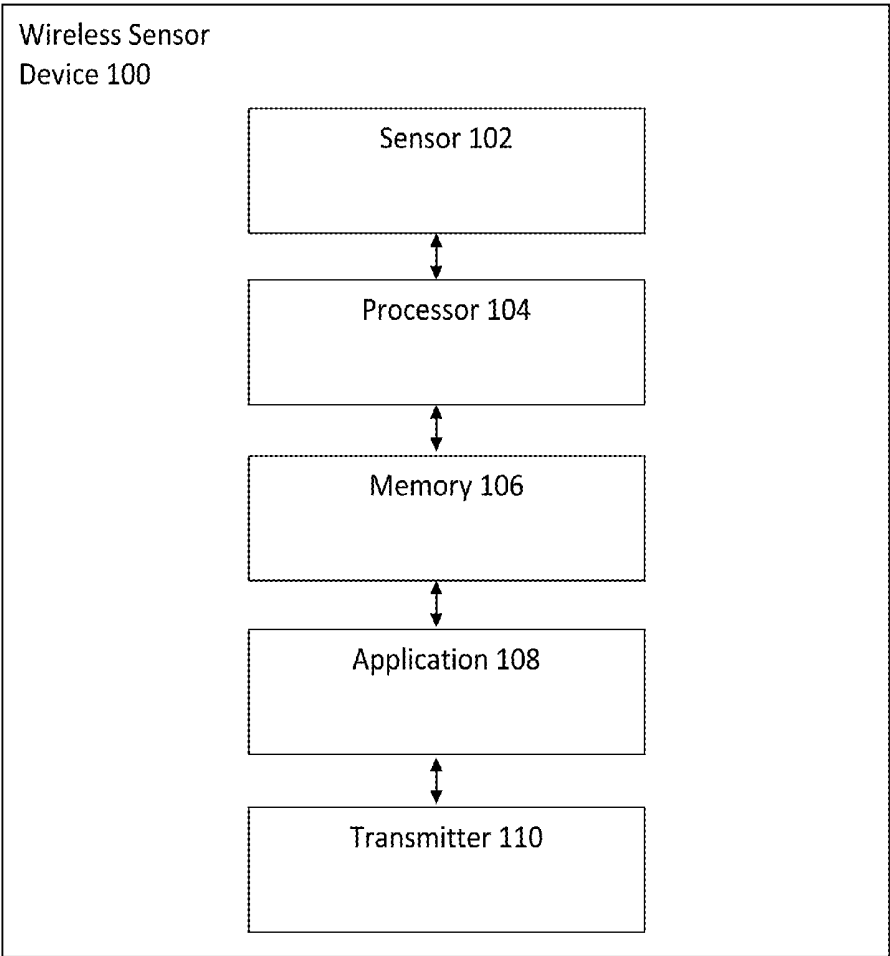 Wireless Sensor
Device 100
Sensor 102
Processor 104
Memory 106
Application 108
Transmitter 110